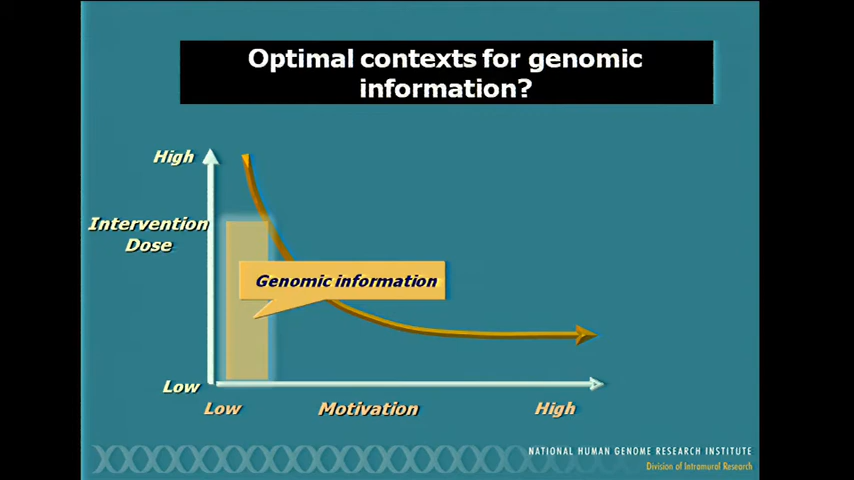 Optimal contexts for genomic
information?
High
Intervention
Dose
Genomic information
Low
Low
Motivation
High
NATIONAL HUMAN GENOME RESEARCH INSTITUTE
Division of Intramural Research